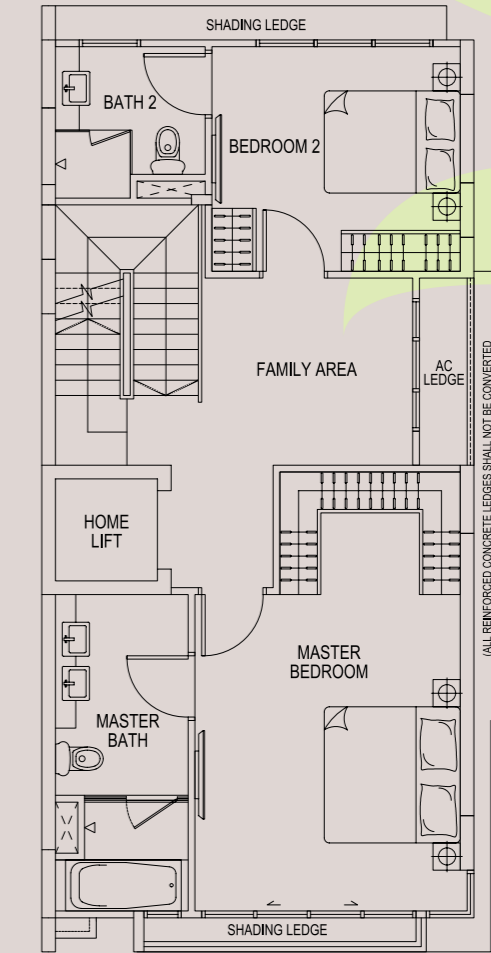 SHADING LEDGE
BATH 2
BEDROOM 2
FAMILY AREA
AC
LEDGE
HOME
LIFT
MASTER
BEDROOM
MASTER
BATH
SHADING LEDGE
(ALL REINFORCED CONCRETE LEDGES SHALL NOT BE CONVERTED